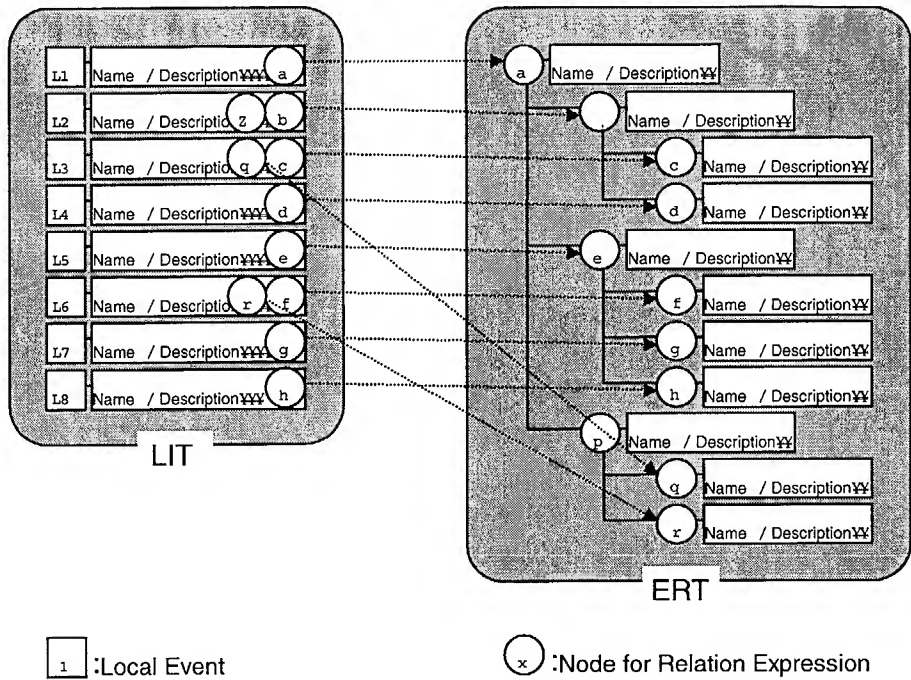 L1 Name / Description¥¥¥ a
L2 Name / Descriptio z b
L3 Name / Description q c
L4 Name / Description¥¥¥ d
L5 Name / Description¥¥¥ e
L6 Name / Descriptio r f
L7 Name / Description¥¥¥ g
L8 Name / Description¥¥¥ h
LIT
a Name / Description¥¥
Name / Description¥¥
c Name / Description¥¥
d Name / Description¥¥
e Name / Description¥¥
f Name / Description¥¥
g Name / Description¥¥
h Name / Description¥¥
p Name / Description¥¥
q Name / Description¥¥
r Name / Description¥¥
ERT
1 :Local Event
x :Node for Relation Expression